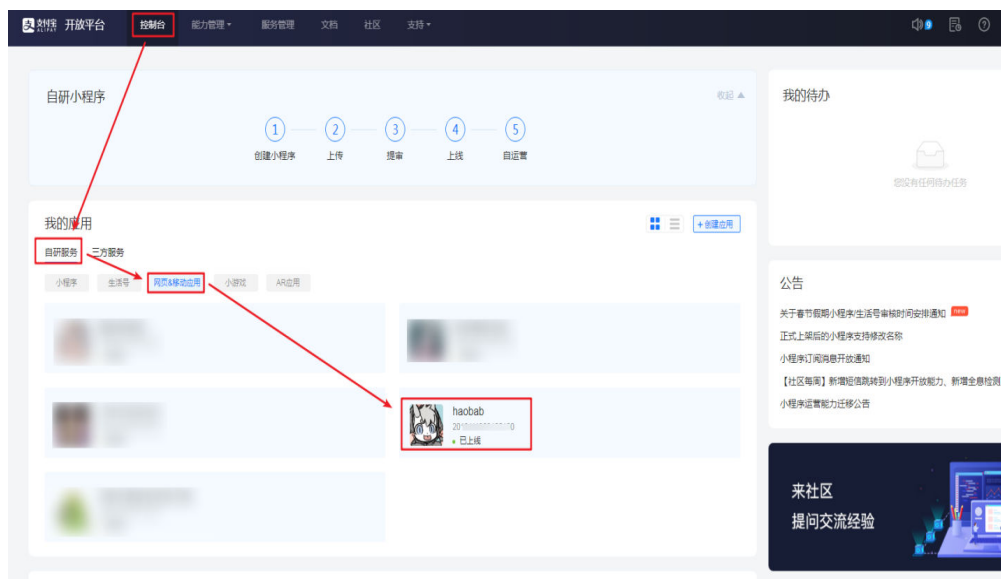 支付宝 ALIPAY 开放平台 控制台 能力管理 服务管理 文档 社区 支持 9
自研小程序 收起
1 2 3 4 5
创建小程序 上传 提审 上线 自运营
我的待办
您没有任何待办任务
我的应用 +创建应用
自研服务 三方服务
小程序 生活号 网页&移动应用 小游戏 AR应用
haobab
已上线
公告
关于春节假期小程序/生活号审核时间安排通知 new
正式上架后的小程序支持修改名称
小程序订阅消息开放通知
【社区每周】新增短信跳转到小程序开放能力、新增全息检测
小程序运营能力迁移公告
来社区
提问交流经验